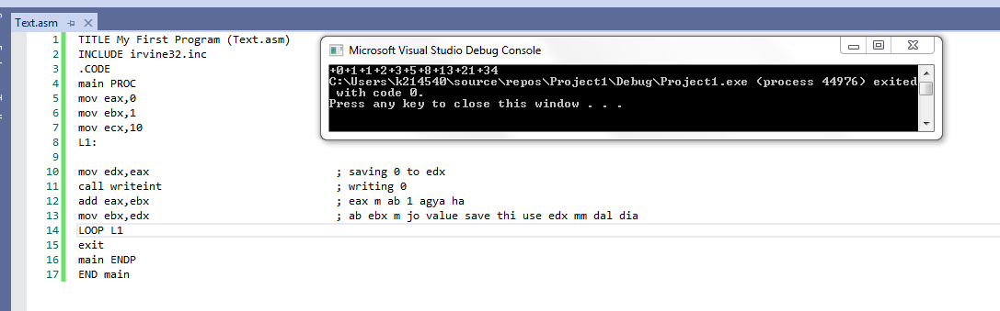 Text.asm
1 TITLE My First Program (Text.asm)
2 INCLUDE irvine32.inc
3 .CODE
4 main PROC
5 mov eax,0
6 mov ebx,1
7 mov ecx,10
8 L1:
9
10 mov edx,eax ; saving 0 to edx
11 call writeint ; writing 0
12 add eax,ebx ; eax m ab 1 agya ha
13 mov ebx,edx ; ab ebx m jo value save thi use edx mm dal dia
14 LOOP L1
15 exit
16 main ENDP
17 END main
Microsoft Visual Studio Debug Console
+0+1+1+2+3+5+8+13+21+34
C:\Users\k214540\source\repos\Project1\Debug\Project1.exe (process 44976) exited
with code 0.
Press any key to close this window . . .